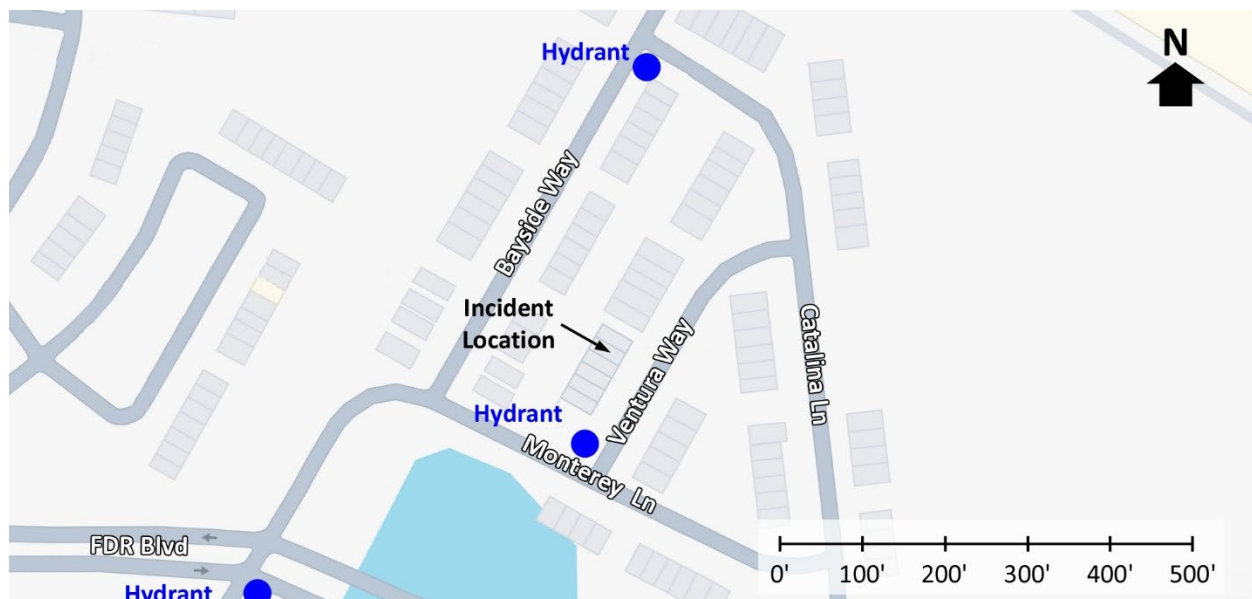 Hydrant
N
Bayside Way
Incident
Location
Catalina Ln
Ventura Way
Hydrant
Monterey Ln
FDR Blvd
0' 100' 200' 300' 400' 500'
Hydrant